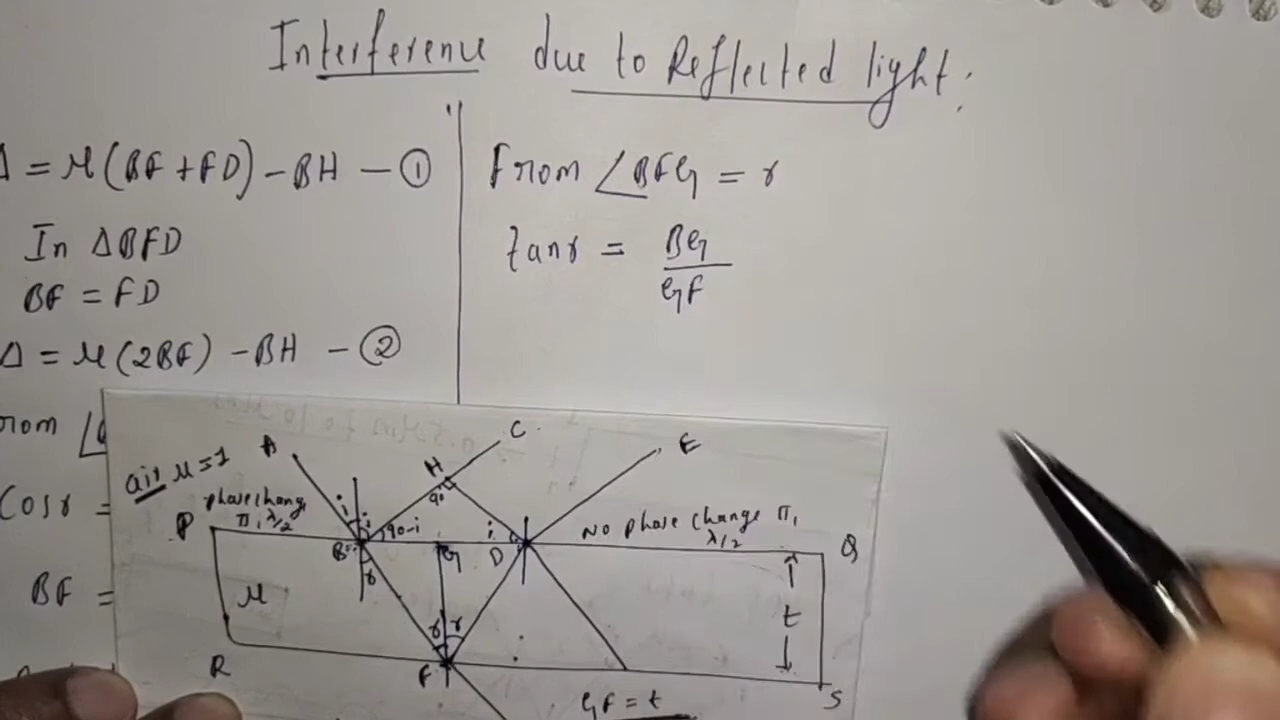 Interference due to Reflected light:
Δ = μ(BF + FD) - BH - ①
In ΔBFD
BF = FD
Δ = μ(2BF) - BH - ②
Cos r =
BF =
From ∠BFG = r
tan r = BG
GF
A
C
E
H
air μ=1
phase chang
π, λ/2
90
i
i
90-i
i
No phase change π,
λ/2
P
B
G
D
Q
r
μ
r
r
t
R
F
S
GF = t